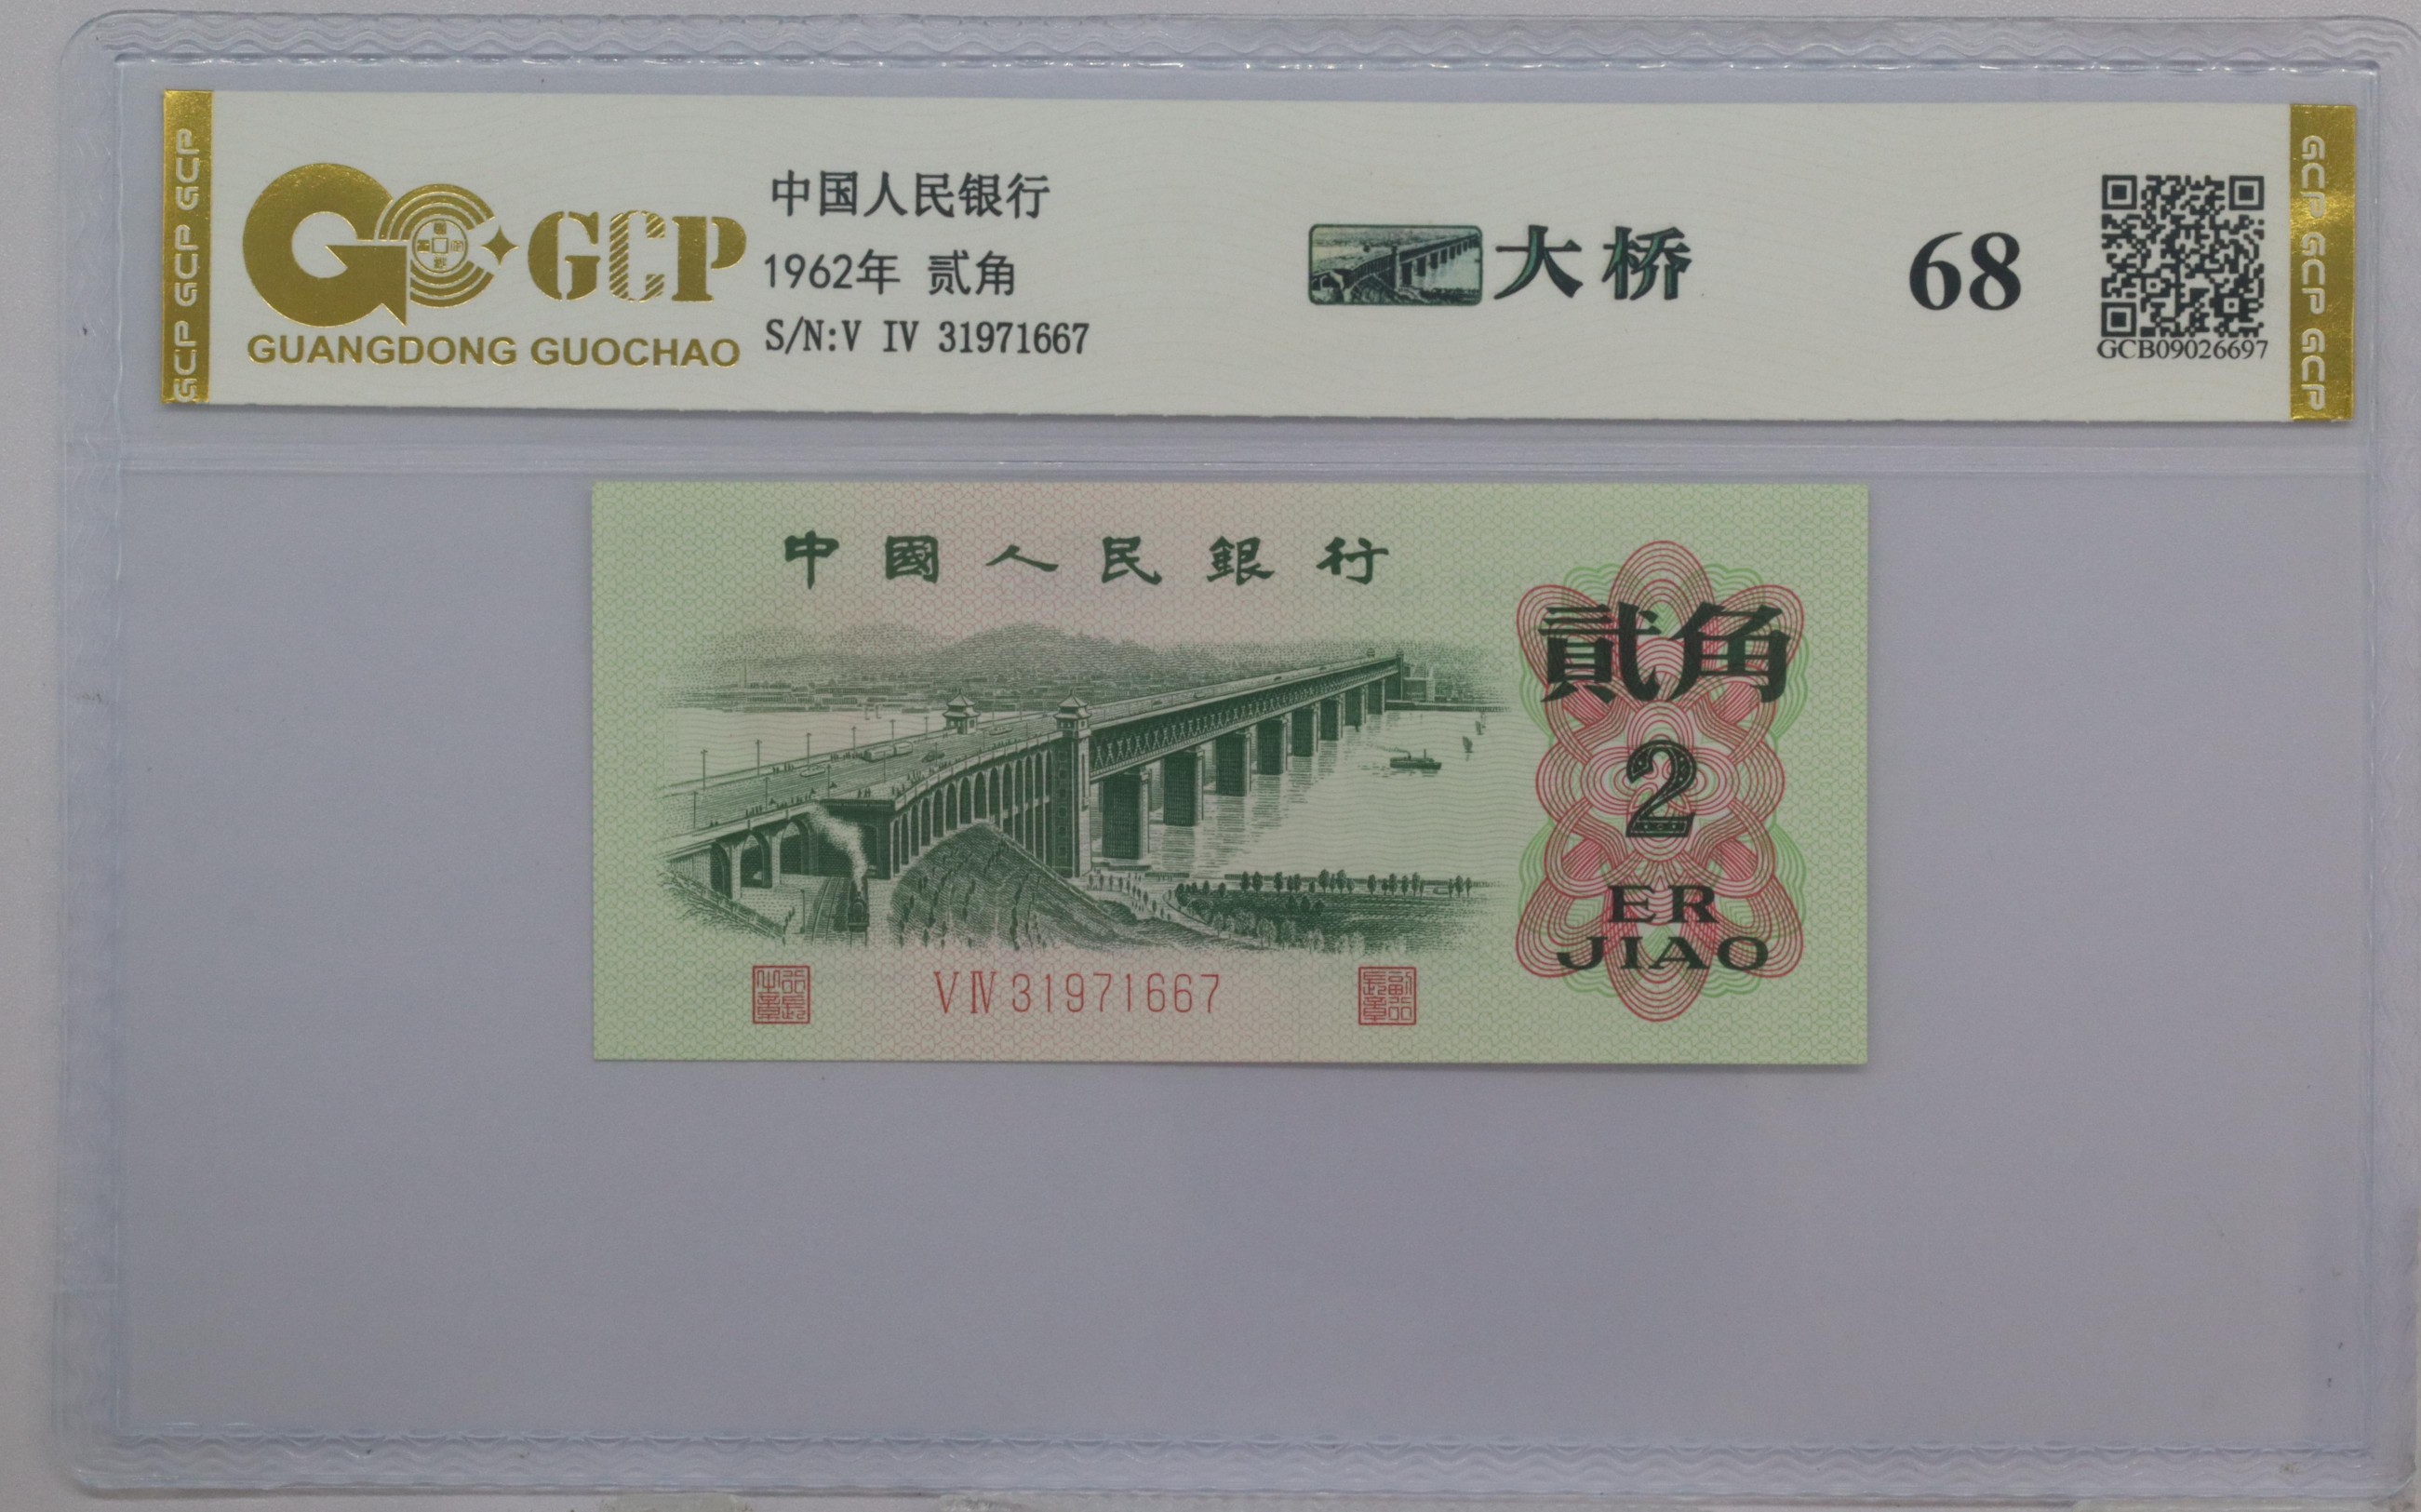 GCP GCP GCP
GCP
GUANGDONG GUOCHAO
中国人民银行
1962年 贰角
S/N:V IV 31971667
大桥
68
GCB09026697
GCP GCP GCP
中國人民銀行
貳角
2
ER
JIAO
V IV 31971667